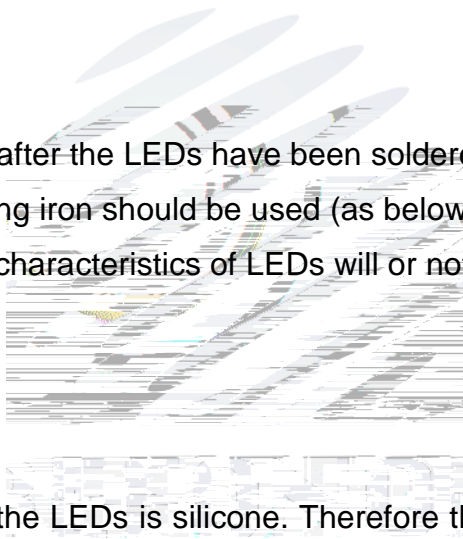 after the LEDs have been soldere
ng iron should be used (as below
characteristics of LEDs will or not
the LEDs is silicone. Therefore th